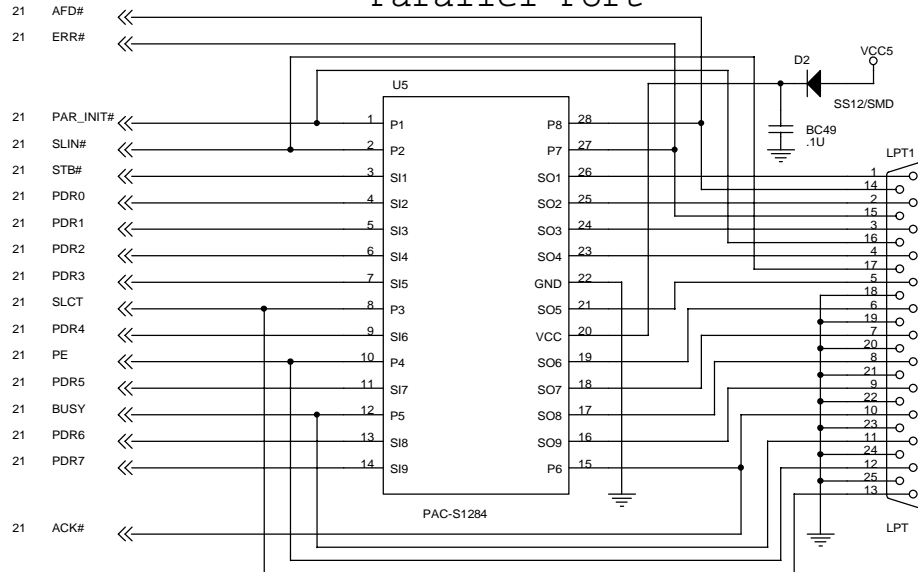 Parallel Port
21 AFD#
21 ERR#
D2 VCC5
U5
SS12/SMD
21 PAR_INIT# 1 P1 P8 28
BC49
.1U
21 SLIN# 2 P2 P7 27
LPT1
21 STB# 3 SI1 SO1 26 1
14
21 PDR0 4 SI2 SO2 25 2
15
21 PDR1 5 SI3 SO3 24 3
16
21 PDR2 6 SI4 SO4 23 4
17
21 PDR3 7 SI5 GND 22 5
18
21 SLCT 8 P3 SO5 21 6
19
21 PDR4 9 SI6 VCC 20 7
20
21 PE 10 P4 SO6 19 8
21
21 PDR5 11 SI7 SO7 18 9
22
21 BUSY 12 P5 SO8 17 10
23
21 PDR6 13 SI8 SO9 16 11
24
21 PDR7 14 SI9 P6 15 12
25
13
PAC-S1284
21 ACK#
LPT